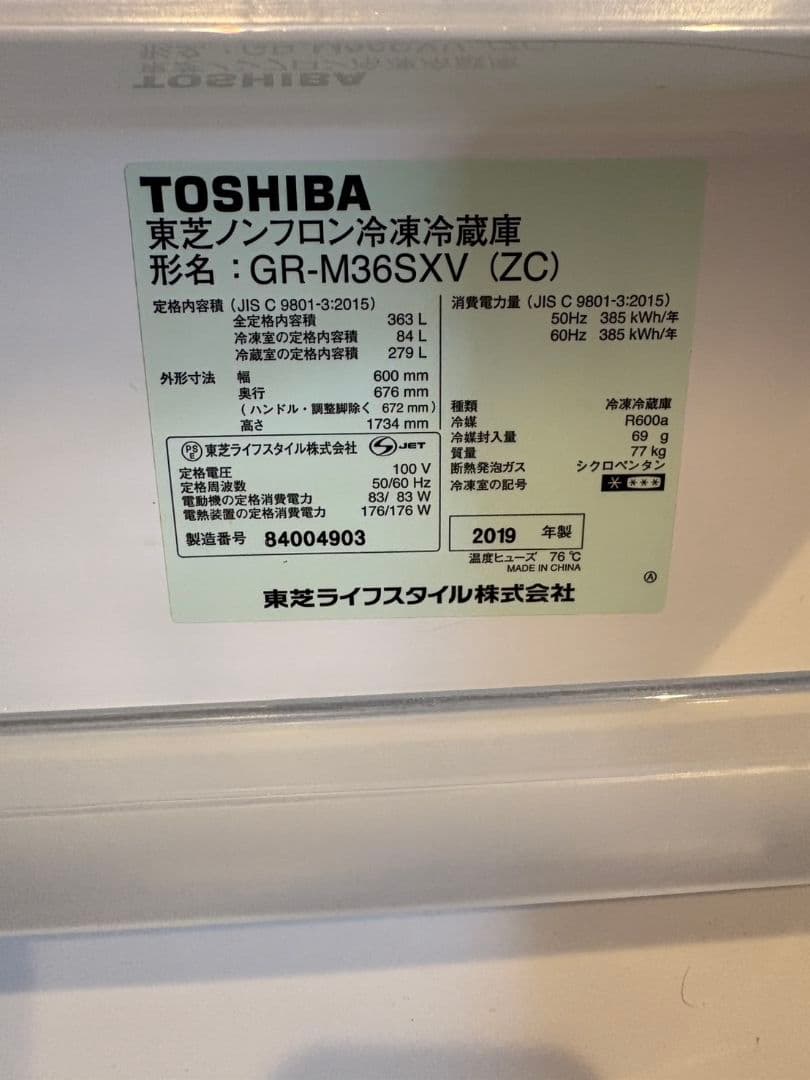 TOSHIBA
東芝ノンフロン冷凍冷蔵庫
形名：GR-M36SXV (ZC)
定格内容積 (JIS C 9801-3:2015)
全定格内容積 363 L
冷凍室の定格内容積 84 L
冷蔵室の定格内容積 279 L
外形寸法 幅 600 mm
奥行 676 mm
(ハンドル・調整脚除く 672 mm)
高さ 1734 mm
PSE 東芝ライフスタイル株式会社 S JET
定格電圧 100 V
定格周波数 50/60 Hz
電動機の定格消費電力 83/ 83 W
電熱装置の定格消費電力 176/176 W
製造番号 84004903
消費電力量 (JIS C 9801-3:2015)
50Hz 385 kWh/年
60Hz 385 kWh/年
種類 冷凍冷蔵庫
冷媒 R600a
冷媒封入量 69 g
質量 77 kg
断熱発泡ガス シクロペンタン
冷凍室の記号 * ***
2019 年製
温度ヒューズ 76 ℃
MADE IN CHINA
Ⓐ
東芝ライフスタイル株式会社